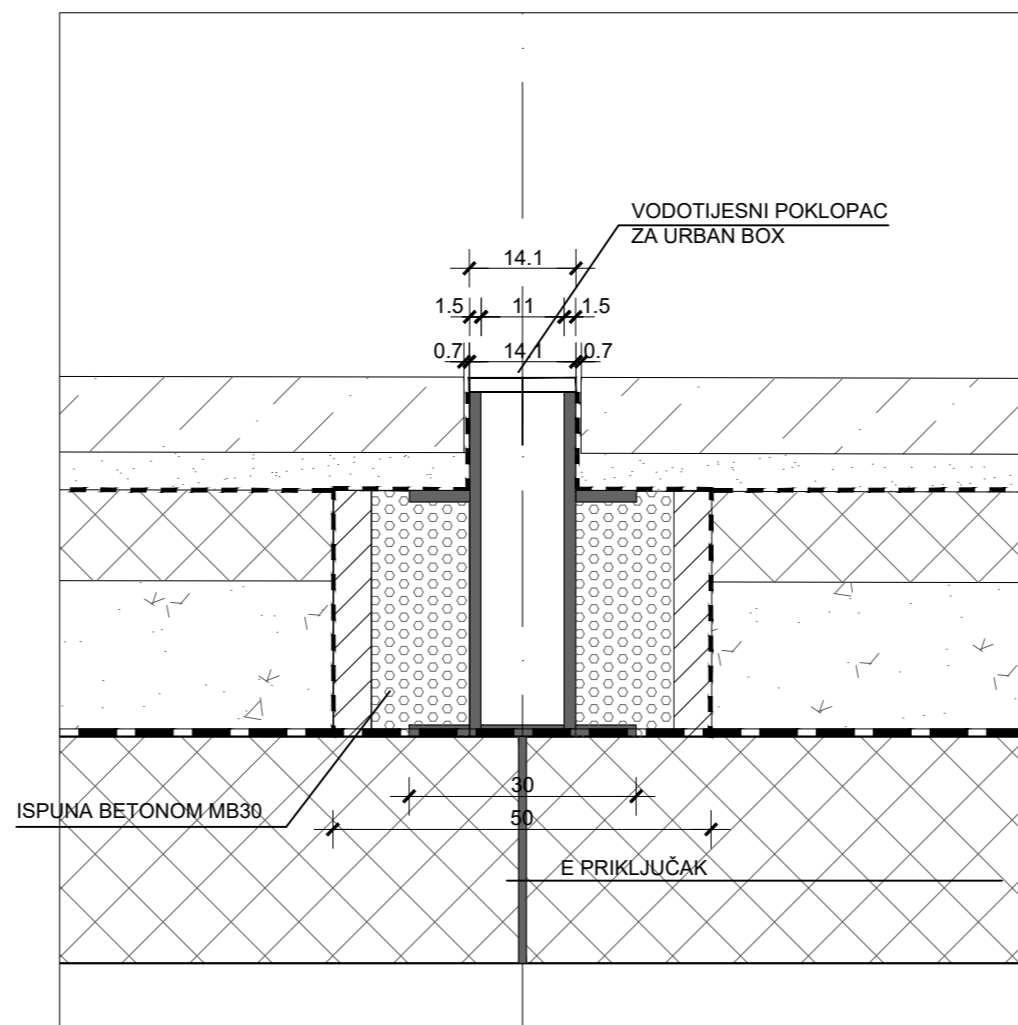 VODOTIJESNI POKLOPAC
ZA URBAN BOX
14.1
1.5 11 1.5
0.7 14.1 0.7
30
ISPUNA BETONOM MB30
50
E PRIKLJUČAK